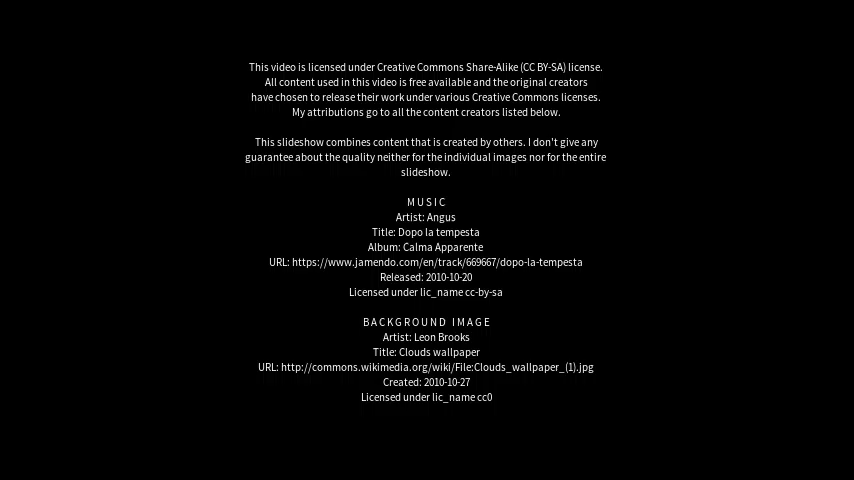 This video is licensed under Creative Commons Share-Alike (CC BY-SA) license.
All content used in this video is free available and the original creators
have chosen to release their work under various Creative Commons licenses.
My attributions go to all the content creators listed below.
This slideshow combines content that is created by others. I don't give any
guarantee about the quality neither for the individual images nor for the entire
slideshow.
M U S I C
Artist: Angus
Title: Dopo la tempesta
Album: Calma Apparente
URL: https://www.jamendo.com/en/track/669667/dopo-la-tempesta
Released: 2010-10-20
Licensed under lic_name cc-by-sa
B A C K G R O U N D   I M A G E
Artist: Leon Brooks
Title: Clouds wallpaper
URL: http://commons.wikimedia.org/wiki/File:Clouds_wallpaper_(1).jpg
Created: 2010-10-27
Licensed under lic_name cc0